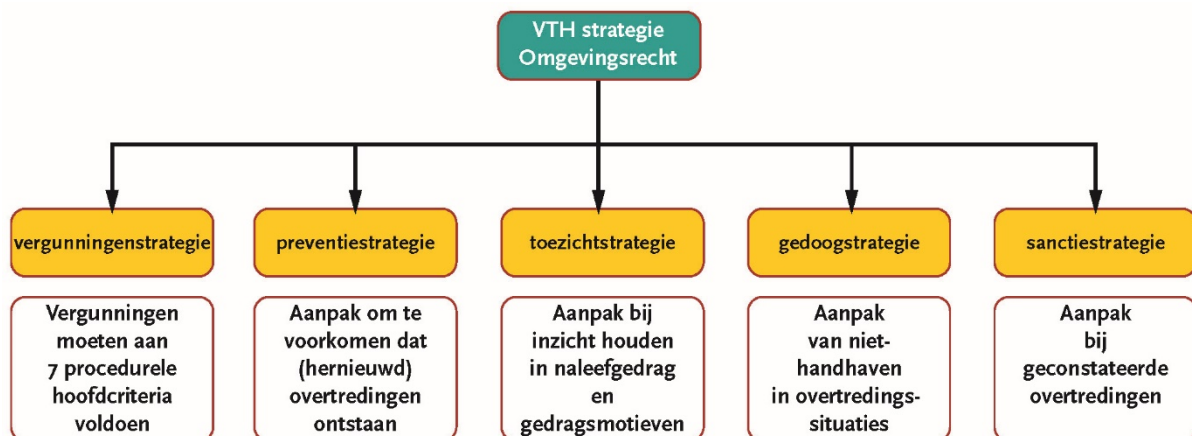 VTH strategie
Omgevingsrecht
vergunningenstrategie
preventiestrategie
toezichtstrategie
gedoogstrategie
sanctiestrategie
Vergunningen
moeten aan
7 procedurele
hoofdcriteria
voldoen
Aanpak om te
voorkomen dat
(hernieuwd)
overtredingen
ontstaan
Aanpak bij
inzicht houden
in naleefgedrag
en
gedragsmotieven
Aanpak
van niet-
handhaven
in overtredings-
situaties
Aanpak
bij
geconstateerde
overtredingen